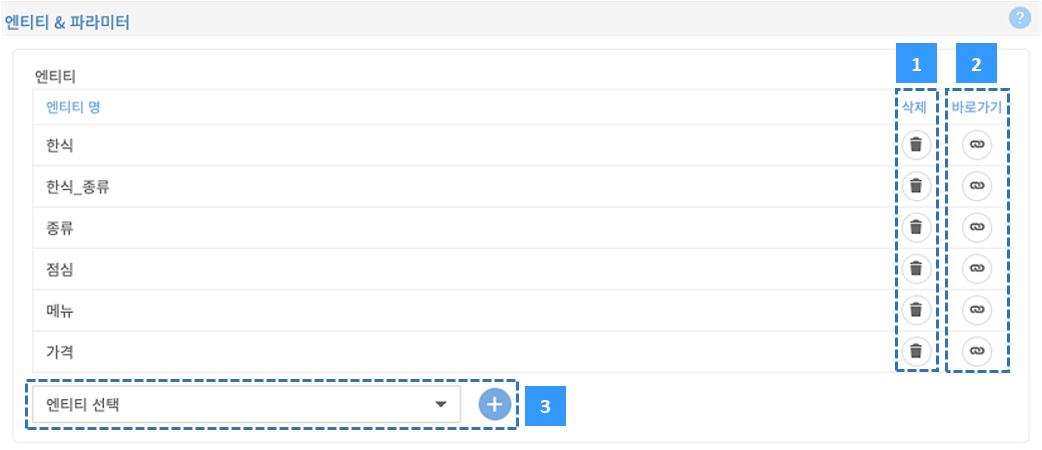 엔티티 & 파라미터
?
1
2
엔티티
엔티티 명 삭제 바로가기
한식
한식_종류
종류
점심
메뉴
가격
엔티티 선택
3